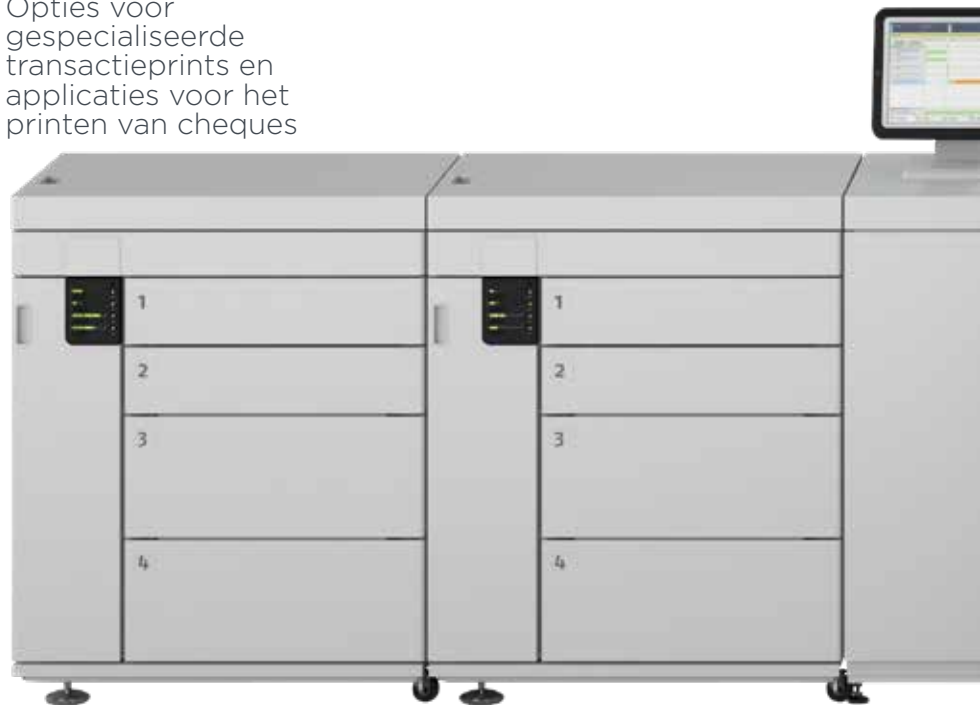 Opties voor
gespecialiseerde
transactieprints en
applicaties voor het
printen van cheques
1
2
3
4
1
2
3
4